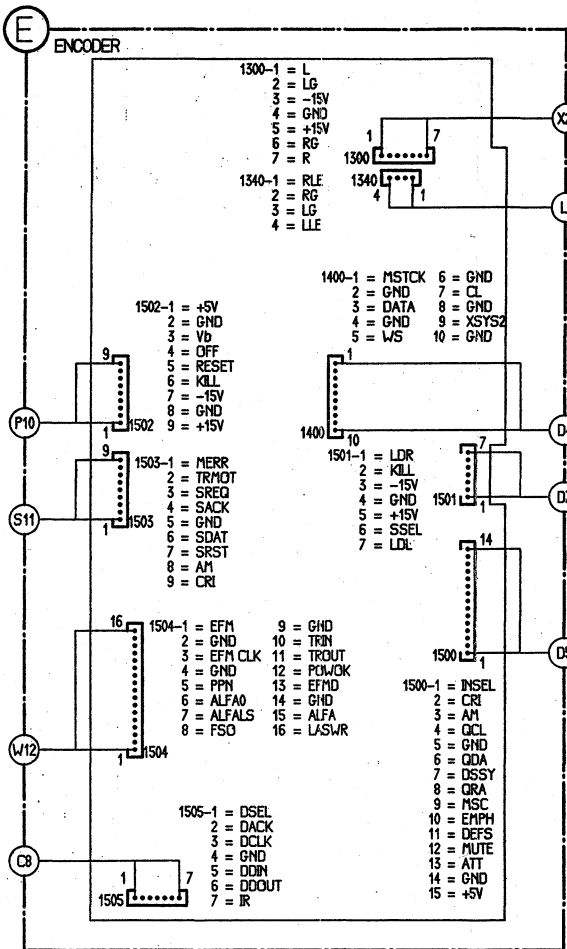 E
ENCODER
1300-1 = L
2 = LG
3 = -15V
4 = GND
5 = +15V
6 = RG
7 = R
1 7
1300
1340-1 = RLE
2 = RG
3 = LG
4 = LLE
1340
4 1
1400-1 = MSTCK 6 = GND
2 = GND 7 = CL
3 = DATA 8 = GND
4 = GND 9 = XSYS2
5 = WS 10 = GND
1
1400
10
1502-1 = +5V
2 = GND
3 = Vb
4 = OFF
5 = RESET
6 = KILL
7 = -15V
8 = GND
9 = +15V
9
P10
1 1502
1501-1 = LDR
2 = KILL
3 = -15V
4 = GND
5 = +15V
6 = SSEL
7 = LDL
7
1501
1
9
1503-1 = MERR
2 = TRMOT
3 = SREQ
4 = SACK
5 = GND
6 = SDAT
7 = SRST
8 = AM
9 = CRI
S11
1 1503
14
1500
1
16
1504-1 = EFM 9 = GND
2 = GND 10 = TRIN
3 = EFM CLK 11 = TROUT
4 = GND 12 = POWOK
5 = PPN 13 = EFMD
6 = ALFA0 14 = GND
7 = ALFALS 15 = ALFA
8 = FSO 16 = LASWR
W12
1 1504
1500-1 = INSEL
2 = CRI
3 = AM
4 = QCL
5 = GND
6 = QDA
7 = DSSY
8 = QRA
9 = MSC
10 = EMPH
11 = DEFS
12 = MUTE
13 = ATT
14 = GND
15 = +5V
1505-1 = DSEL
2 = DACK
3 = DCLK
4 = GND
5 = DDIN
6 = DDOUT
7 = IR
C8
1 7
1505